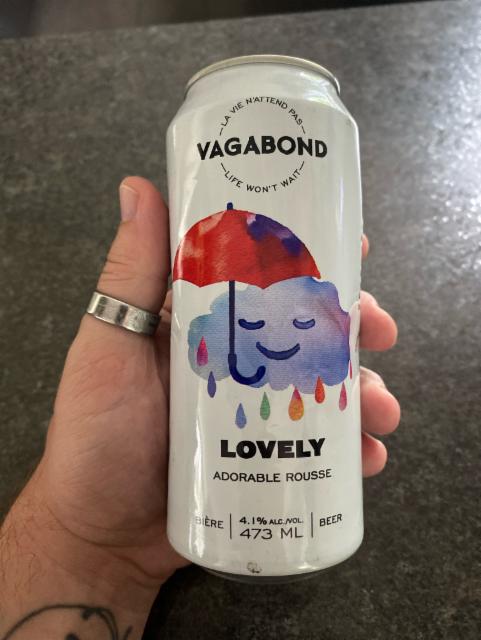 LA VIE N'ATTEND PAS
VAGABOND
LIFE WON'T WAIT
LOVELY
ADORABLE ROUSSE
BIÈRE
4.1% ALC./VOL.
473 ML
BEER